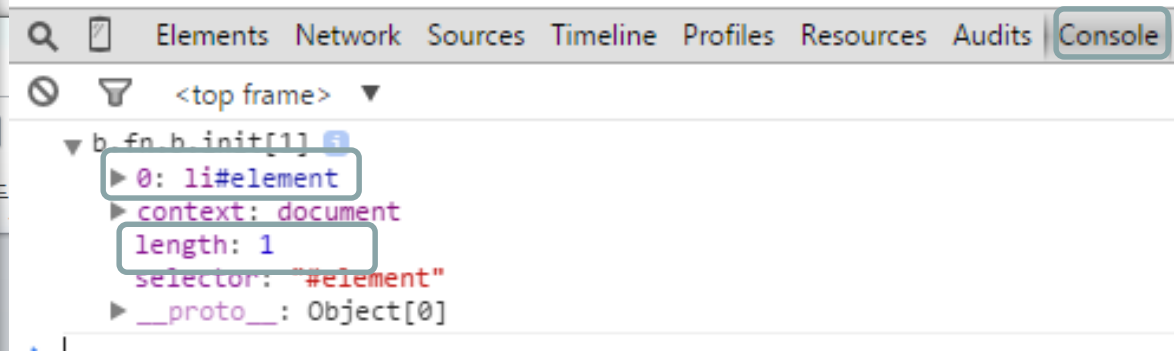 Elements Network Sources Timeline Profiles Resources Audits Console
<top frame> ▼
▼ b.fn.b.init[1] i
▶ 0: li#element
▶ context: document
length: 1
selector: "#element"
▶ __proto__: Object[0]